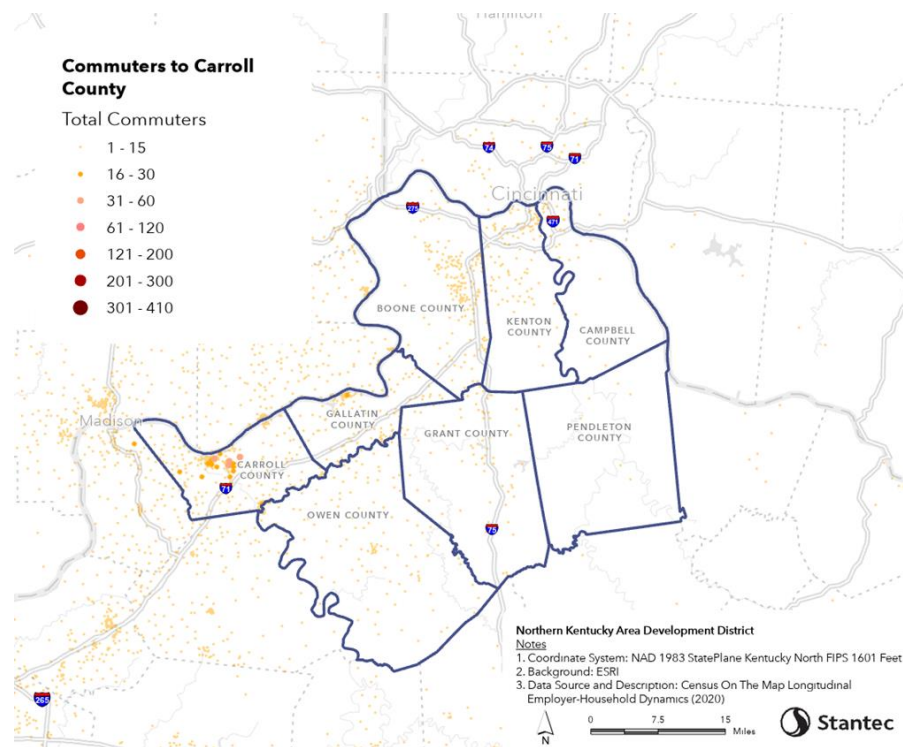 Hamilton
Commuters to Carroll
County
Total Commuters
1 - 15
16 - 30
31 - 60
61 - 120
121 - 200
201 - 300
301 - 410
74
75
71
Cincinnati
275
471
BOONE COUNTY
KENTON
COUNTY
CAMPBELL
COUNTY
Madison
GALLATIN
COUNTY
GRANT COUNTY
PENDLETON
COUNTY
CARROLL
COUNTY
71
OWEN COUNTY
75
265
Northern Kentucky Area Development District
Notes
1. Coordinate System: NAD 1983 StatePlane Kentucky North FIPS 1601 Feet
2. Background: ESRI
3. Data Source and Description: Census On The Map Longitudinal
Employer-Household Dynamics (2020)
N
0 7.5 15
Miles
Stantec